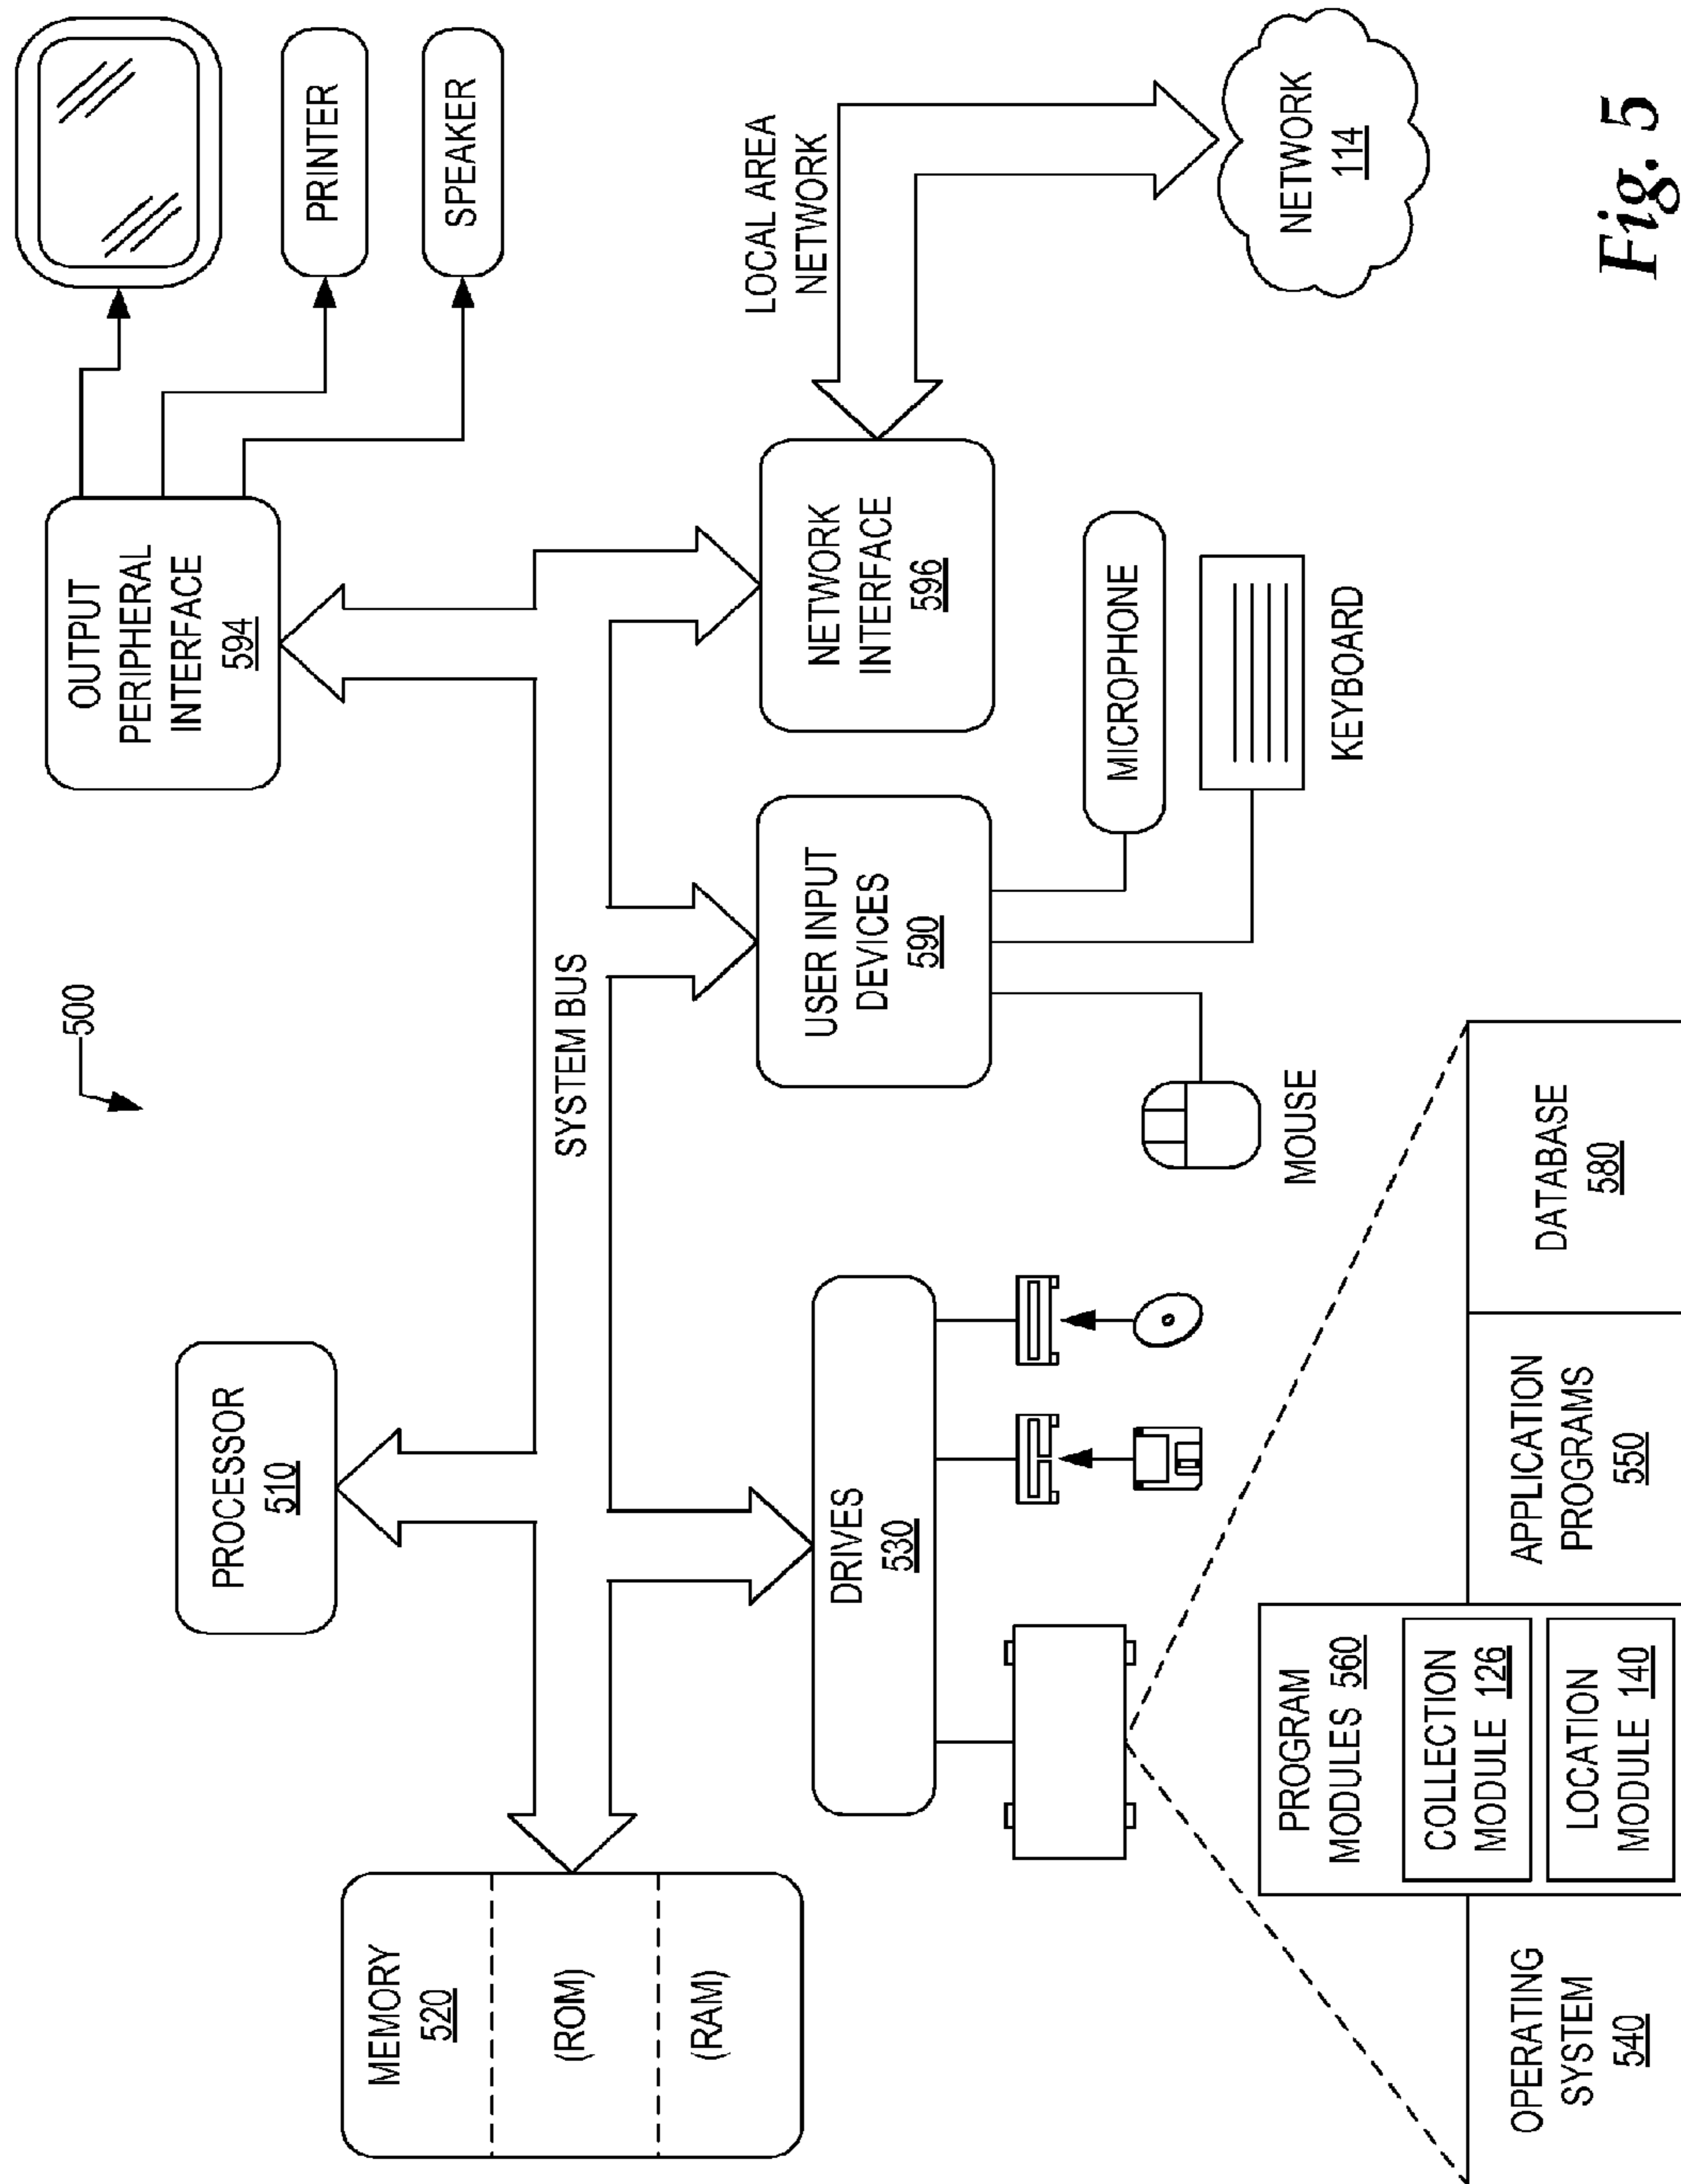 500
PROCESSOR
510
MEMORY
520
(ROM)
(RAM)
SYSTEM BUS
OUTPUT
PERIPHERAL
INTERFACE
594
PRINTER
SPEAKER
DRIVES
530
USER INPUT
DEVICES
590
NETWORK
INTERFACE
596
LOCAL AREA
NETWORK
MOUSE
MICROPHONE
KEYBOARD
NETWORK
114
OPERATING
SYSTEM
540
PROGRAM
MODULES 560
COLLECTION
MODULE 126
LOCATION
MODULE 140
APPLICATION
PROGRAMS
550
DATABASE
580
Fig. 5